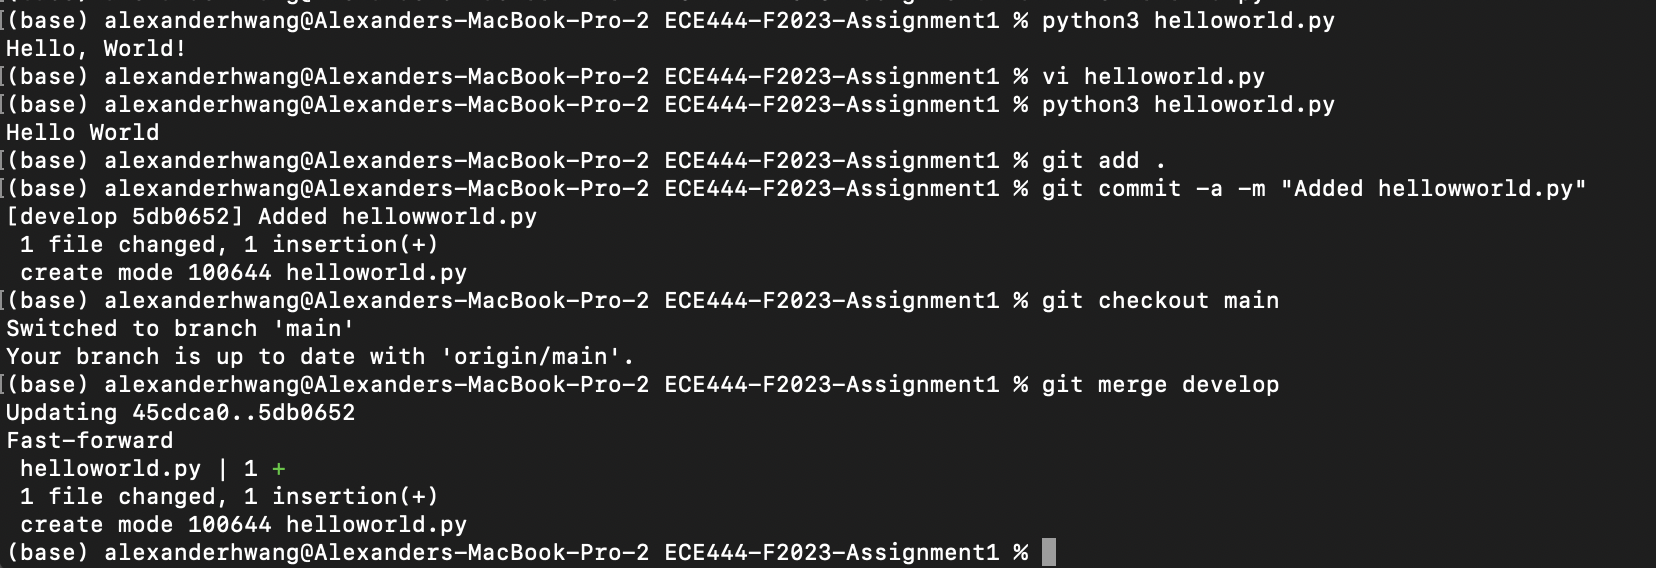 (base) alexanderhwang@Alexanders-MacBook-Pro-2 ECE444-F2023-Assignment1 % python3 helloworld.py
Hello, World!
[(base) alexanderhwang@Alexanders-MacBook-Pro-2 ECE444-F2023-Assignment1 % vi helloworld.py
[(base) alexanderhwang@Alexanders-MacBook-Pro-2 ECE444-F2023-Assignment1 % python3 helloworld.py
Hello World
[(base) alexanderhwang@Alexanders-MacBook-Pro-2 ECE444-F2023-Assignment1 % git add .
[(base) alexanderhwang@Alexanders-MacBook-Pro-2 ECE444-F2023-Assignment1 % git commit -a -m "Added hellowworld.py"
[develop 5db0652] Added hellowworld.py
 1 file changed, 1 insertion(+)
 create mode 100644 helloworld.py
[(base) alexanderhwang@Alexanders-MacBook-Pro-2 ECE444-F2023-Assignment1 % git checkout main
Switched to branch 'main'
Your branch is up to date with 'origin/main'.
[(base) alexanderhwang@Alexanders-MacBook-Pro-2 ECE444-F2023-Assignment1 % git merge develop
Updating 45cdca0..5db0652
Fast-forward
 helloworld.py | 1 +
 1 file changed, 1 insertion(+)
 create mode 100644 helloworld.py
(base) alexanderhwang@Alexanders-MacBook-Pro-2 ECE444-F2023-Assignment1 %